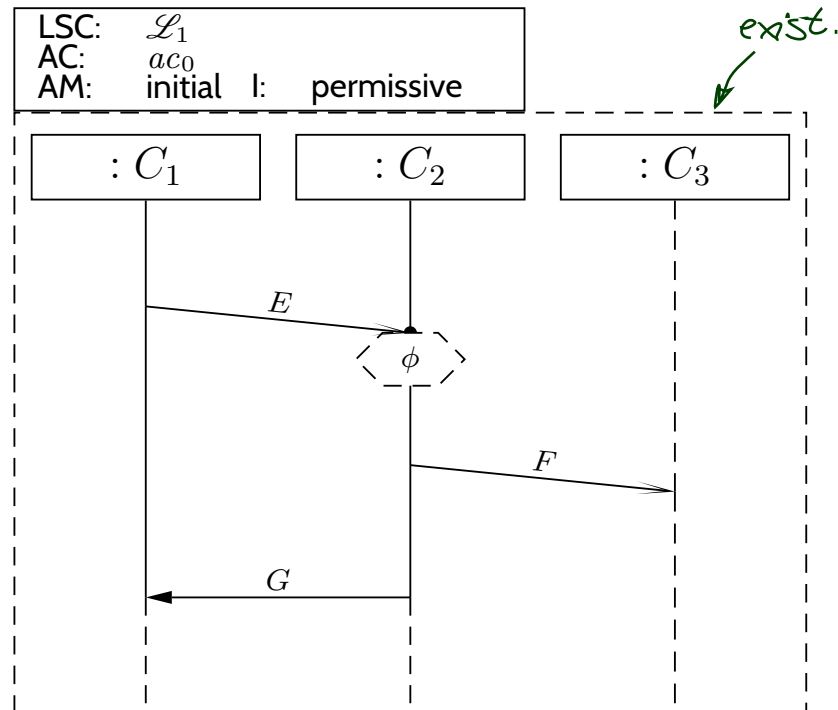 LSC: ℒ₁
exist.
AC: ac₀
AM: initial I: permissive
: C₁ : C₂ : C₃
E
ϕ
F
G